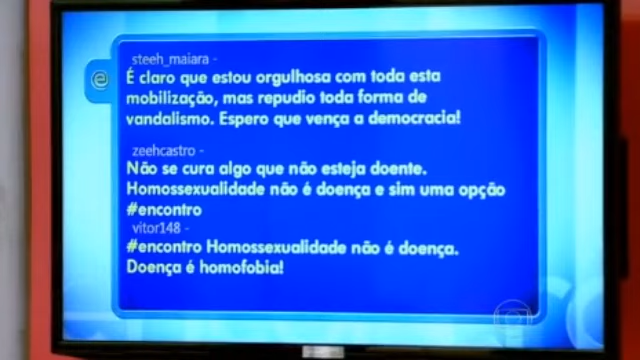 steeh_maiara -
É claro que estou orgulhosa com toda esta
mobilização, mas repudio toda forma de
vandalismo. Espero que vença a democracia!
zeehcastro -
Não se cura algo que não esteja doente.
Homossexualidade não é doença e sim uma opção
#encontro
vitor148 -
#encontro Homossexualidade não é doença.
Doença é homofobia!